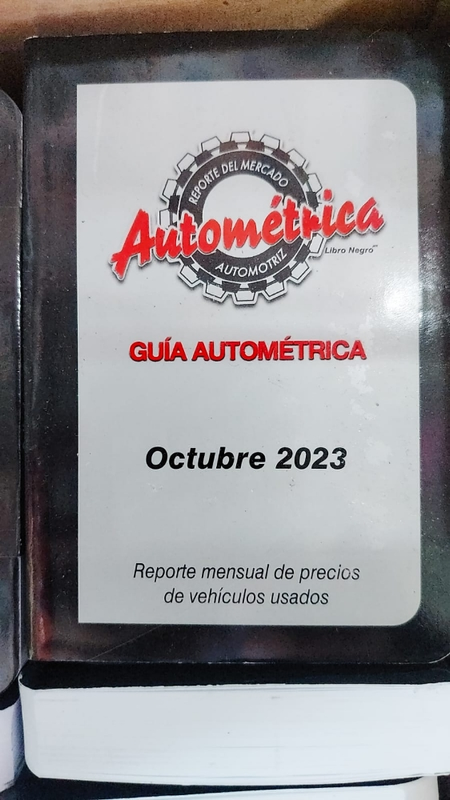 REPORTE DEL MERCADO
Autométrica
Libro Negro
AUTOMOTRIZ
GUÍA AUTOMÉTRICA
Octubre 2023
Reporte mensual de precios
de vehículos usados